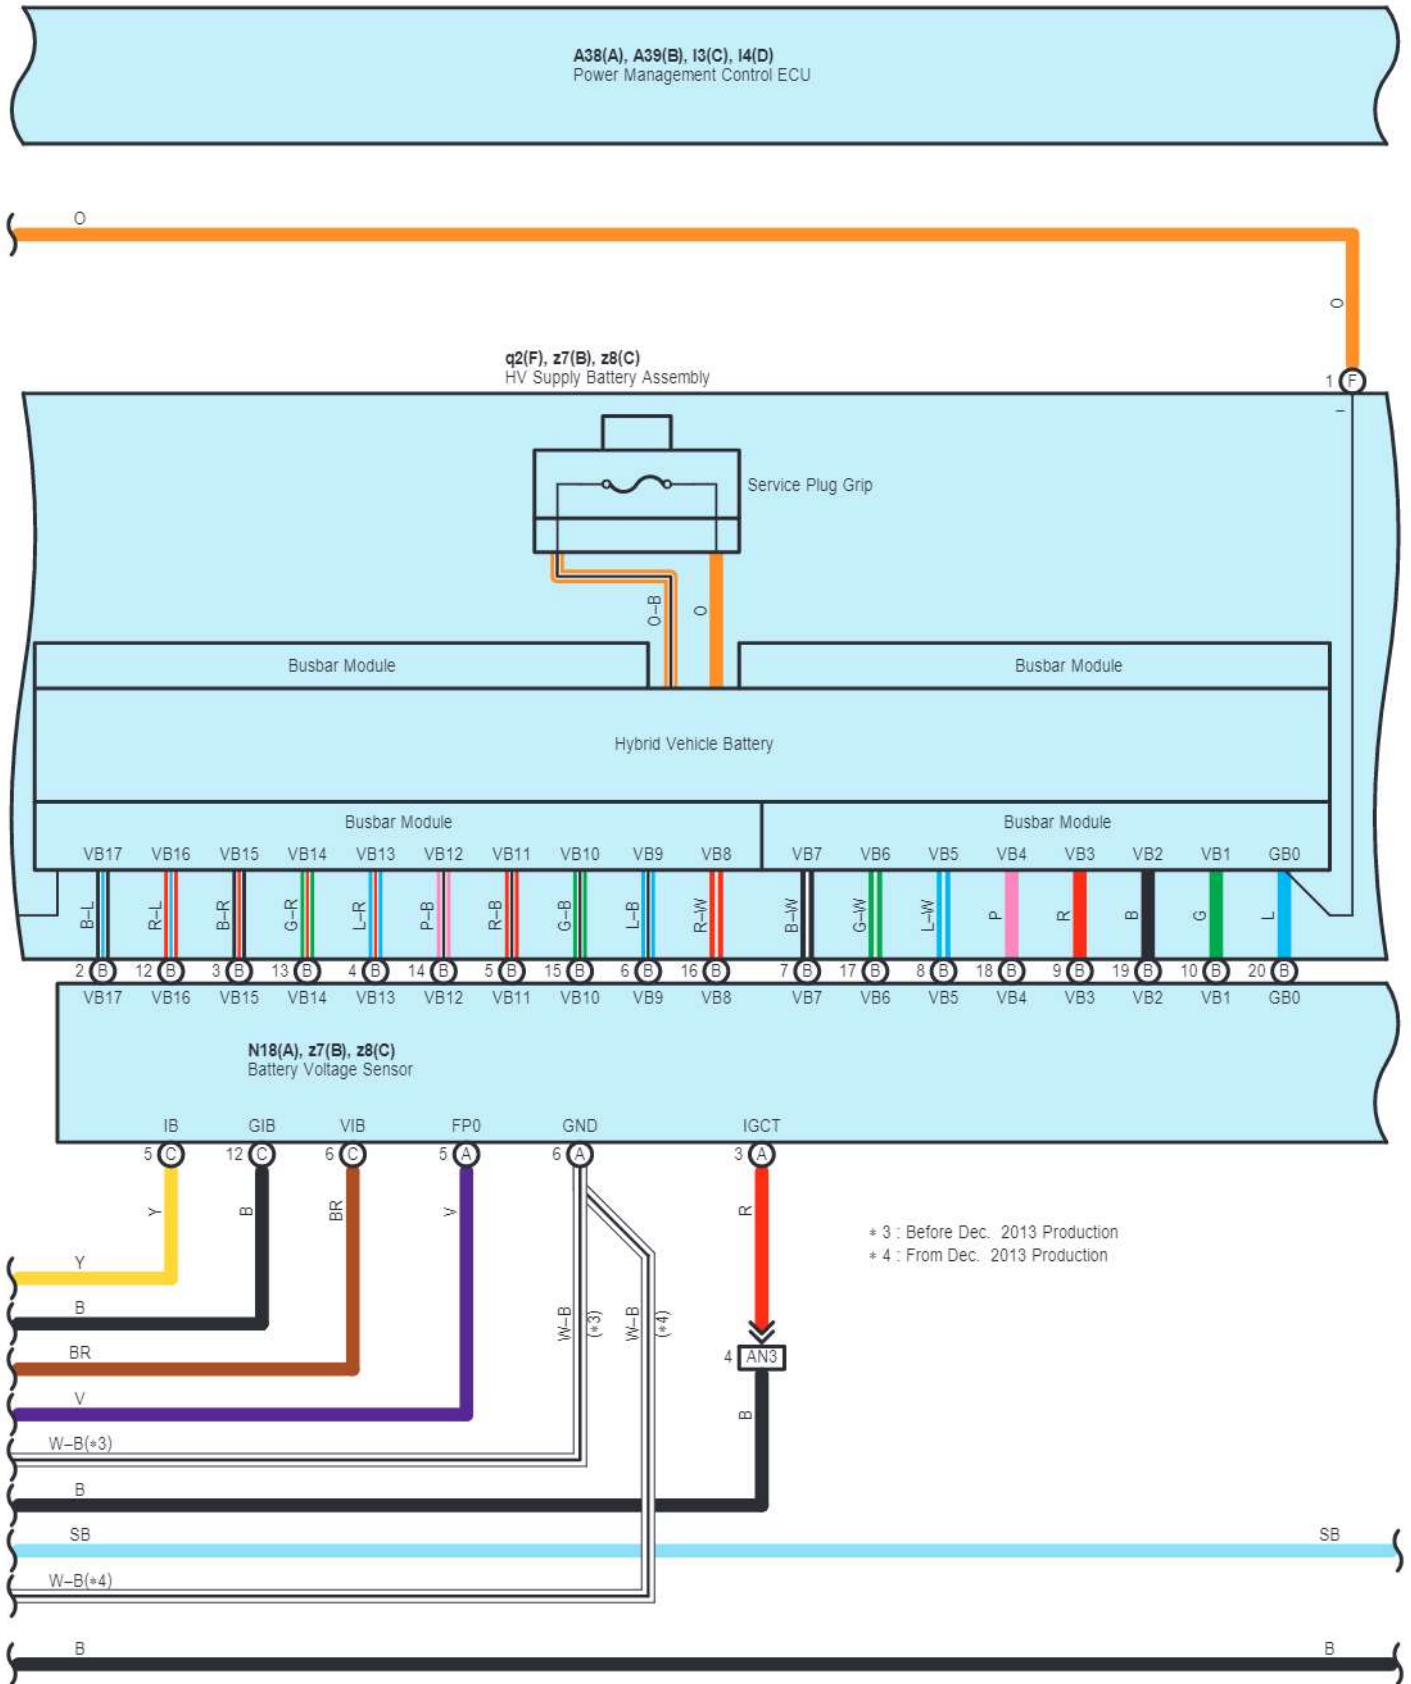 A38(A), A39(B), I3(C), I4(D)
Power Management Control ECU
O
O
q2(F), z7(B), z8(C)
HV Supply Battery Assembly
1 F
I
Service Plug Grip
O–B
O
Busbar Module
Busbar Module
Hybrid Vehicle Battery
Busbar Module
Busbar Module
VB17 VB16 VB15 VB14 VB13 VB12 VB11 VB10 VB9 VB8 VB7 VB6 VB5 VB4 VB3 VB2 VB1 GB0
B–L R–L B–R G–R L–R P–B R–B G–B L–B R–W B–W G–W L–W P R B G L
2 B 12 B 3 B 13 B 4 B 14 B 5 B 15 B 6 B 16 B 7 B 17 B 8 B 18 B 9 B 19 B 10 B 20 B
VB17 VB16 VB15 VB14 VB13 VB12 VB11 VB10 VB9 VB8 VB7 VB6 VB5 VB4 VB3 VB2 VB1 GB0
N18(A), z7(B), z8(C)
Battery Voltage Sensor
IB GIB VIB FP0 GND IGCT
5 C 12 C 6 C 5 A 6 A 3 A
Y B BR V R
∗ 3 : Before Dec. 2013 Production
∗ 4 : From Dec. 2013 Production
Y
B
W–B (∗3) W–B (∗4)
BR
4 AN3
V
B
W–B(∗3)
B
SB SB
W–B(∗4)
B B